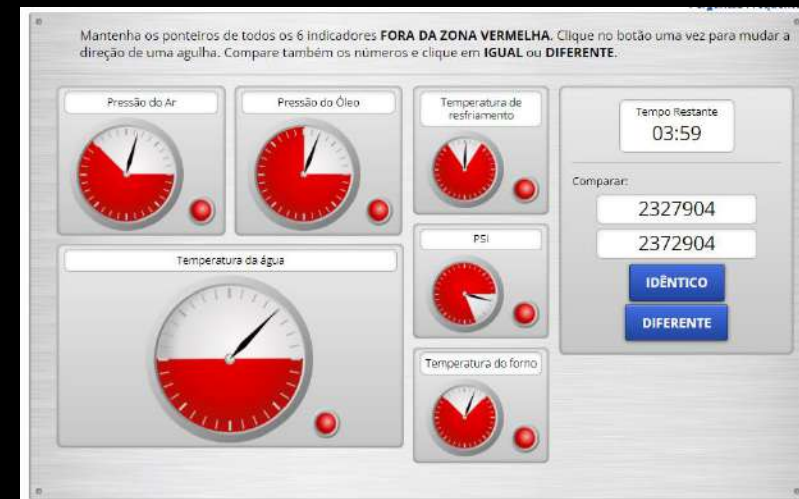 Mantenha os ponteiros de todos os 6 indicadores FORA DA ZONA VERMELHA. Clique no botão uma vez para mudar a
direção de uma agulha. Compare também os números e clique em IGUAL ou DIFERENTE.
Pressão do Ar
Pressão do Óleo
Temperatura de
resfriamento
Tempo Restante
03:59
Comparar:
2327904
2372904
IDÊNTICO
DIFERENTE
Temperatura da água
PSI
Temperatura do forno